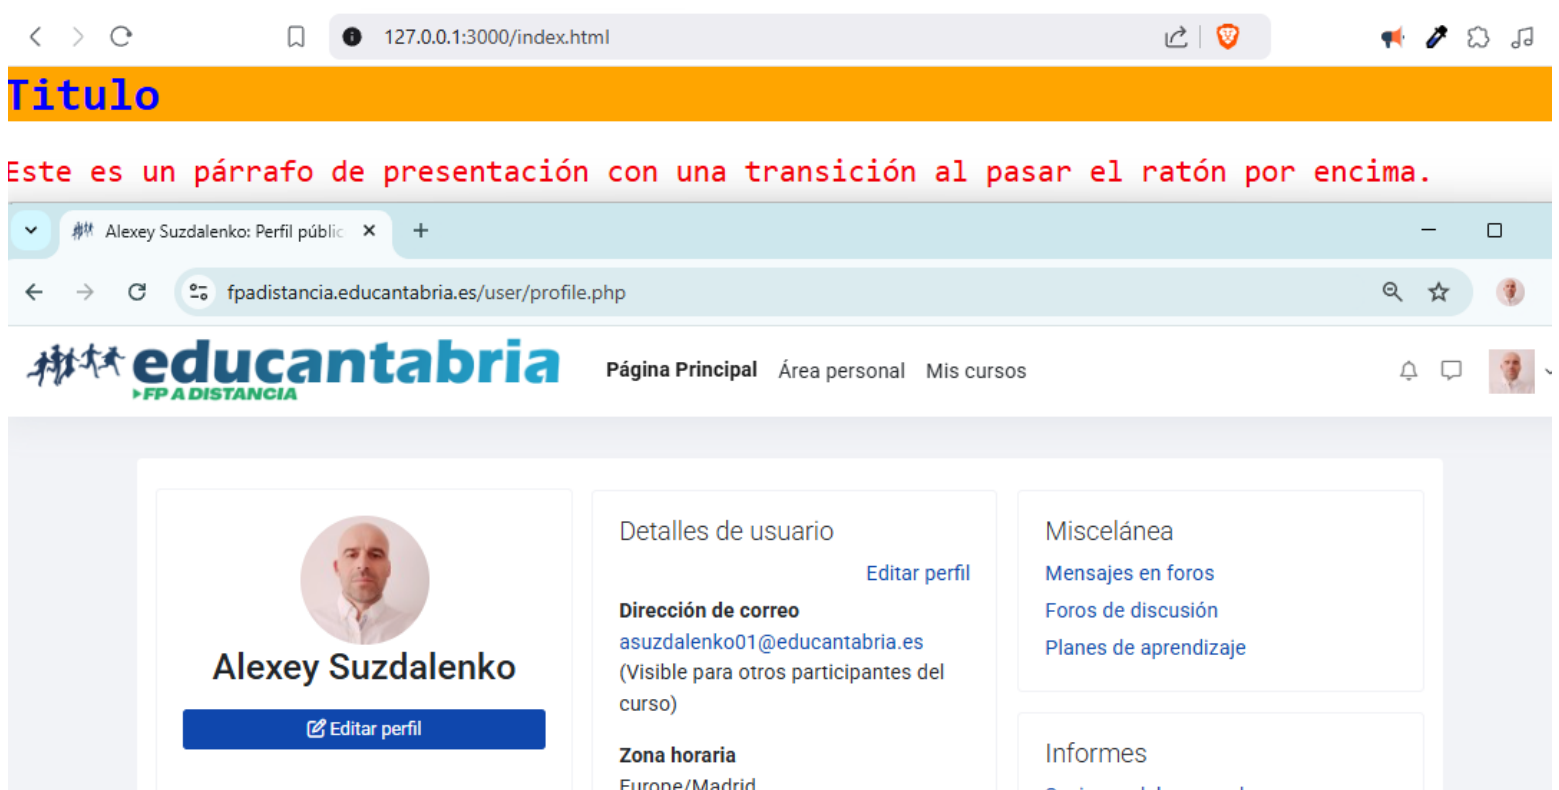 127.0.0.1:3000/index.html
Titulo
Este es un párrafo de presentación con una transición al pasar el ratón por encima.
Alexey Suzdalenko: Perfil públic
fpadistancia.educantabria.es/user/profile.php
educantabria
FP A DISTANCIA
Página Principal Área personal Mis cursos
Alexey Suzdalenko
Editar perfil
Detalles de usuario
Editar perfil
Dirección de correo
asuzdalenko01@educantabria.es
(Visible para otros participantes del
curso)
Zona horaria
Europe/Madrid
Miscelánea
Mensajes en foros
Foros de discusión
Planes de aprendizaje
Informes